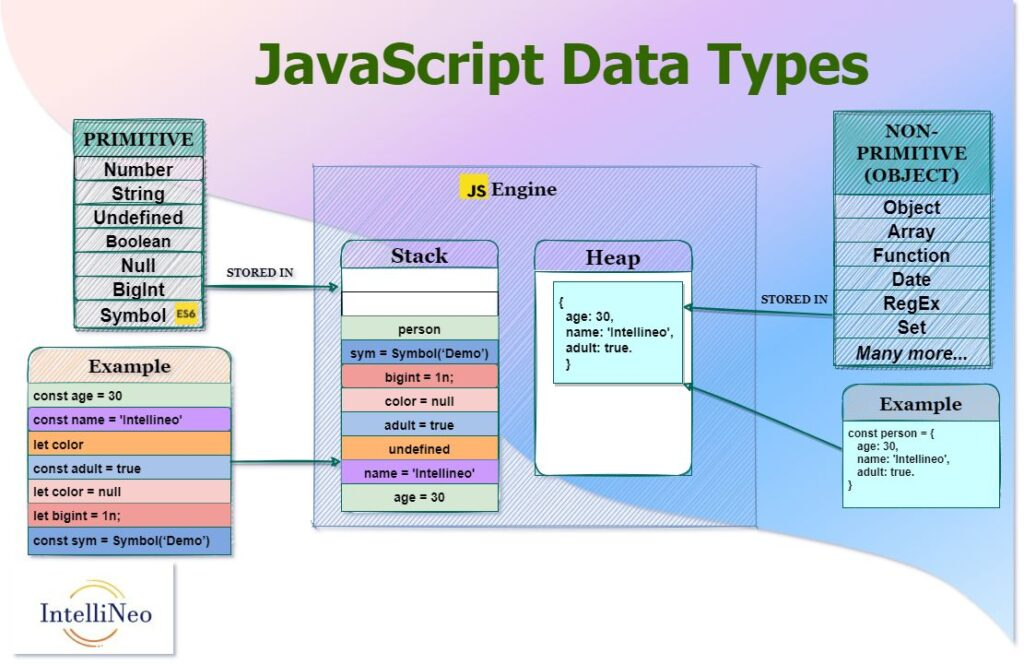 JavaScript Data Types
PRIMITIVE
Number
String
Undefined
Boolean
Null
BigInt
Symbol ES6
STORED IN
Example
const age = 30
const name = 'Intellineo'
let color
const adult = true
let color = null
let bigint = 1n;
const sym = Symbol(‘Demo’)
JS Engine
Stack
person
sym = Symbol(‘Demo’)
bigint = 1n;
color = null
adult = true
undefined
name = 'Intellineo'
age = 30
Heap
{
age: 30,
name: 'Intellineo',
adult: true.
}
STORED IN
NON-
PRIMITIVE
(OBJECT)
Object
Array
Function
Date
RegEx
Set
Many more...
Example
const person = {
age: 30,
name: 'Intellineo',
adult: true.
}
IntelliNeo